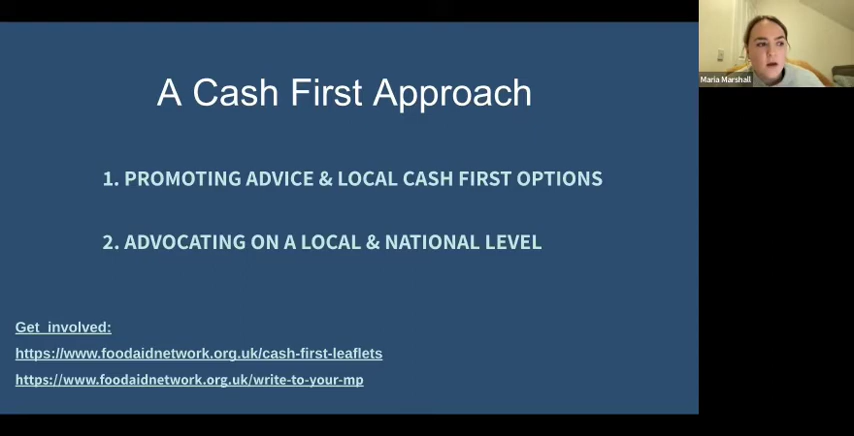 A Cash First Approach
1. PROMOTING ADVICE & LOCAL CASH FIRST OPTIONS
2. ADVOCATING ON A LOCAL & NATIONAL LEVEL
Get involved:
https://www.foodaidnetwork.org.uk/cash-first-leaflets
https://www.foodaidnetwork.org.uk/write-to-your-mp
Maria Marshall